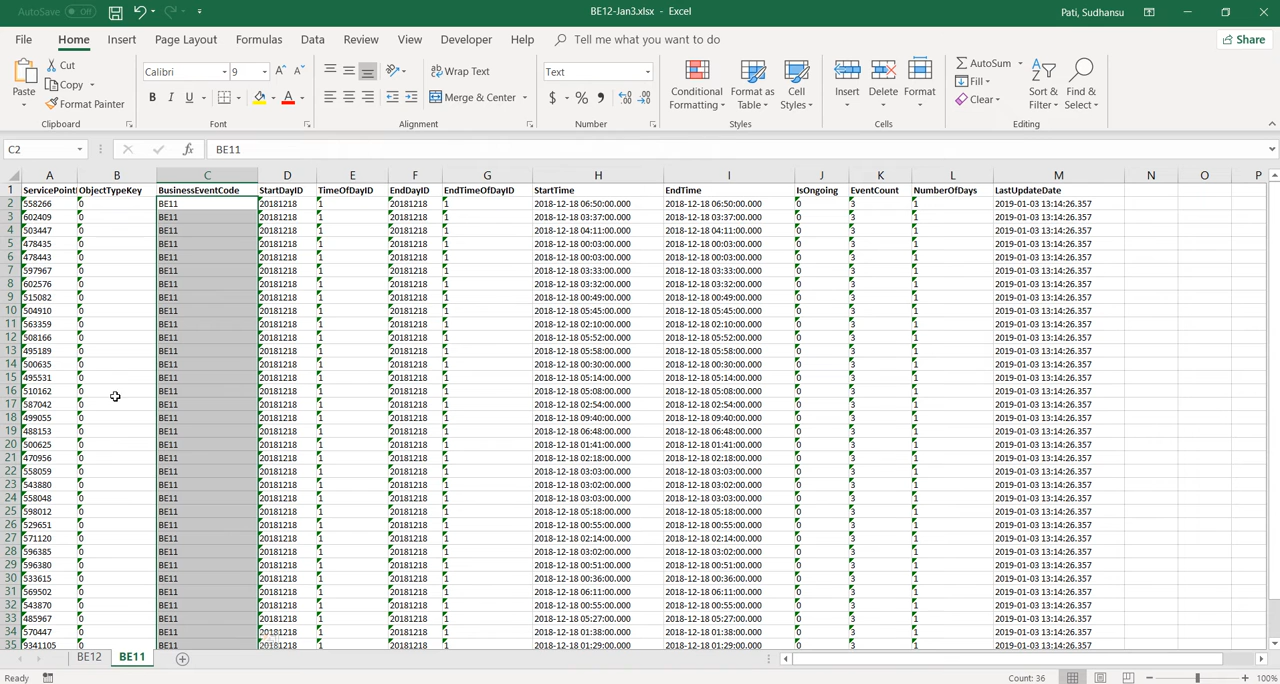 AutoSave Off BE12-Jan3.xlsx - Excel Pati, Sudhansu
File Home Insert Page Layout Formulas Data Review View Developer Help Tell me what you want to do Share
Paste Cut Copy Format Painter Clipboard
Calibri 9 A A B I U A Font
Wrap Text Merge & Center Alignment
Text $ % , Number
Conditional Formatting Format as Table Cell Styles Styles
Insert Delete Format Cells
AutoSum Fill Clear Sort & Filter Find & Select Editing
C2 fx BE11
A B C D E F G H I J K L M N O P
1 ServicePoint ObjectTypeKey BusinessEventCode StartDayID TimeOfDayID EndDayID EndTimeOfDayID StartTime EndTime IsOngoing EventCount NumberOfDays LastUpdateDate
2 558266 0 BE11 20181218 1 20181218 1 2018-12-18 06:50:00.000 2018-12-18 06:50:00.000 0 3 1 2019-01-03 13:14:26.357
3 602409 0 BE11 20181218 1 20181218 1 2018-12-18 03:37:00.000 2018-12-18 03:37:00.000 0 3 1 2019-01-03 13:14:26.357
4 503447 0 BE11 20181218 1 20181218 1 2018-12-18 04:11:00.000 2018-12-18 04:11:00.000 0 3 1 2019-01-03 13:14:26.357
5 478435 0 BE11 20181218 1 20181218 1 2018-12-18 00:03:00.000 2018-12-18 00:03:00.000 0 3 1 2019-01-03 13:14:26.357
6 478443 0 BE11 20181218 1 20181218 1 2018-12-18 00:03:00.000 2018-12-18 00:03:00.000 0 3 1 2019-01-03 13:14:26.357
7 597967 0 BE11 20181218 1 20181218 1 2018-12-18 03:33:00.000 2018-12-18 03:33:00.000 0 3 1 2019-01-03 13:14:26.357
8 602576 0 BE11 20181218 1 20181218 1 2018-12-18 03:32:00.000 2018-12-18 03:32:00.000 0 3 1 2019-01-03 13:14:26.357
9 515082 0 BE11 20181218 1 20181218 1 2018-12-18 00:49:00.000 2018-12-18 00:49:00.000 0 3 1 2019-01-03 13:14:26.357
10 504910 0 BE11 20181218 1 20181218 1 2018-12-18 05:45:00.000 2018-12-18 05:45:00.000 0 3 1 2019-01-03 13:14:26.357
11 563359 0 BE11 20181218 1 20181218 1 2018-12-18 02:10:00.000 2018-12-18 02:10:00.000 0 3 1 2019-01-03 13:14:26.357
12 508166 0 BE11 20181218 1 20181218 1 2018-12-18 05:52:00.000 2018-12-18 05:52:00.000 0 3 1 2019-01-03 13:14:26.357
13 495189 0 BE11 20181218 1 20181218 1 2018-12-18 05:58:00.000 2018-12-18 05:58:00.000 0 3 1 2019-01-03 13:14:26.357
14 500635 0 BE11 20181218 1 20181218 1 2018-12-18 00:30:00.000 2018-12-18 00:30:00.000 0 3 1 2019-01-03 13:14:26.357
15 495531 0 BE11 20181218 1 20181218 1 2018-12-18 05:14:00.000 2018-12-18 05:14:00.000 0 3 1 2019-01-03 13:14:26.357
16 510162 0 BE11 20181218 1 20181218 1 2018-12-18 05:08:00.000 2018-12-18 05:08:00.000 0 3 1 2019-01-03 13:14:26.357
17 587042 0 BE11 20181218 1 20181218 1 2018-12-18 02:54:00.000 2018-12-18 02:54:00.000 0 3 1 2019-01-03 13:14:26.357
18 499055 0 BE11 20181218 1 20181218 1 2018-12-18 09:40:00.000 2018-12-18 09:40:00.000 0 3 1 2019-01-03 13:14:26.357
19 488153 0 BE11 20181218 1 20181218 1 2018-12-18 06:48:00.000 2018-12-18 06:48:00.000 0 3 1 2019-01-03 13:14:26.357
20 500625 0 BE11 20181218 1 20181218 1 2018-12-18 01:41:00.000 2018-12-18 01:41:00.000 0 3 1 2019-01-03 13:14:26.357
21 470956 0 BE11 20181218 1 20181218 1 2018-12-18 02:18:00.000 2018-12-18 02:18:00.000 0 3 1 2019-01-03 13:14:26.357
22 558059 0 BE11 20181218 1 20181218 1 2018-12-18 03:03:00.000 2018-12-18 03:03:00.000 0 3 1 2019-01-03 13:14:26.357
23 543880 0 BE11 20181218 1 20181218 1 2018-12-18 03:02:00.000 2018-12-18 03:02:00.000 0 3 1 2019-01-03 13:14:26.357
24 558048 0 BE11 20181218 1 20181218 1 2018-12-18 03:03:00.000 2018-12-18 03:03:00.000 0 3 1 2019-01-03 13:14:26.357
25 598012 0 BE11 20181218 1 20181218 1 2018-12-18 05:18:00.000 2018-12-18 05:18:00.000 0 3 1 2019-01-03 13:14:26.357
26 529651 0 BE11 20181218 1 20181218 1 2018-12-18 00:55:00.000 2018-12-18 00:55:00.000 0 3 1 2019-01-03 13:14:26.357
27 571120 0 BE11 20181218 1 20181218 1 2018-12-18 02:14:00.000 2018-12-18 02:14:00.000 0 3 1 2019-01-03 13:14:26.357
28 596385 0 BE11 20181218 1 20181218 1 2018-12-18 03:02:00.000 2018-12-18 03:02:00.000 0 3 1 2019-01-03 13:14:26.357
29 596380 0 BE11 20181218 1 20181218 1 2018-12-18 00:51:00.000 2018-12-18 00:51:00.000 0 3 1 2019-01-03 13:14:26.357
30 533615 0 BE11 20181218 1 20181218 1 2018-12-18 00:36:00.000 2018-12-18 00:36:00.000 0 3 1 2019-01-03 13:14:26.357
31 569502 0 BE11 20181218 1 20181218 1 2018-12-18 06:11:00.000 2018-12-18 06:11:00.000 0 3 1 2019-01-03 13:14:26.357
32 543870 0 BE11 20181218 1 20181218 1 2018-12-18 00:55:00.000 2018-12-18 00:55:00.000 0 3 1 2019-01-03 13:14:26.357
33 485967 0 BE11 20181218 1 20181218 1 2018-12-18 05:27:00.000 2018-12-18 05:27:00.000 0 3 1 2019-01-03 13:14:26.357
34 570447 0 BE11 20181218 1 20181218 1 2018-12-18 01:38:00.000 2018-12-18 01:38:00.000 0 3 1 2019-01-03 13:14:26.357
35 9341105 0 BE11 20181218 1 20181218 1 2018-12-18 01:29:00.000 2018-12-18 01:29:00.000 0 3 1 2019-01-03 13:14:26.357
BE12 BE11
Ready Count: 36 100%